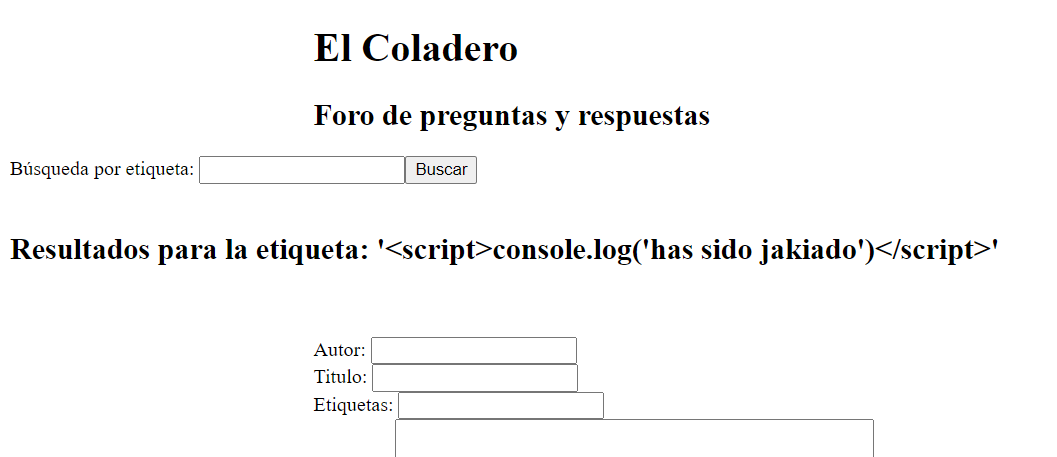 El Coladero
Foro de preguntas y respuestas
Búsqueda por etiqueta: Buscar
Resultados para la etiqueta: '<script>console.log('has sido jakiado')</script>'
Autor:
Titulo:
Etiquetas: